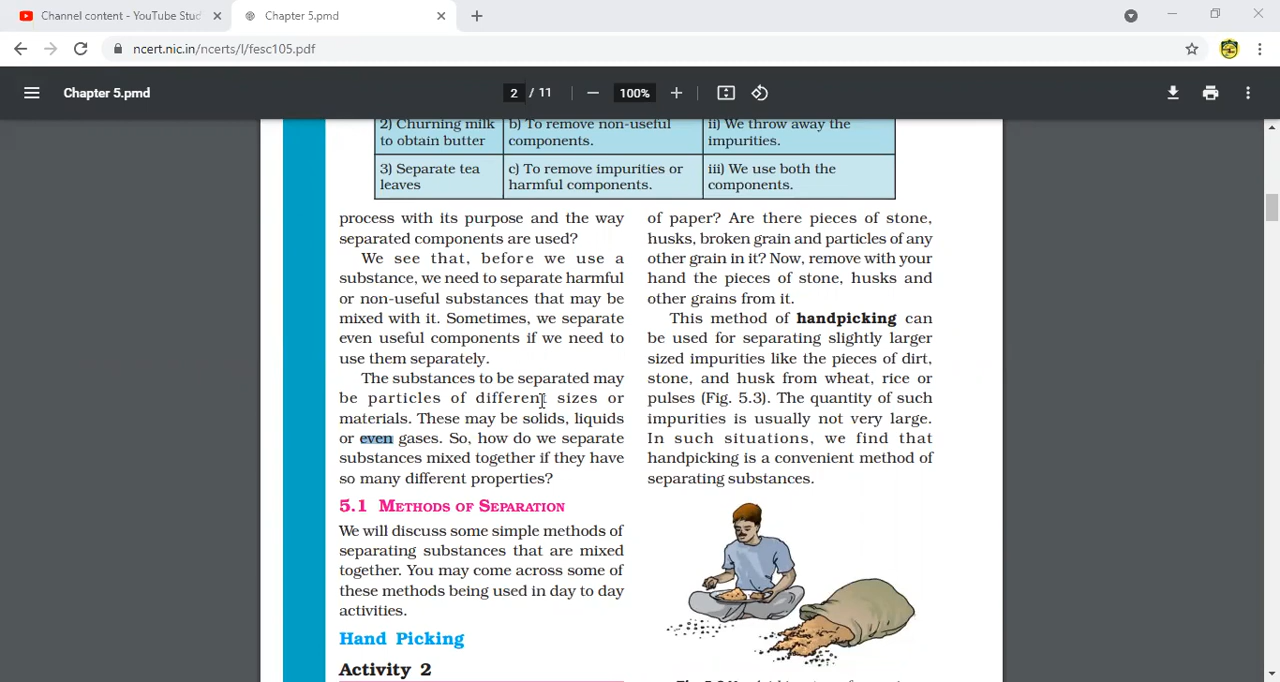 Channel content - YouTube Stud
Chapter 5.pmd
ncert.nic.in/ncerts/l/fesc105.pdf
Chapter 5.pmd
2 / 11
100%
2) Churning milk
to obtain butter
b) To remove non-useful
components.
ii) We throw away the
impurities.
3) Separate tea
leaves
c) To remove impurities or
harmful components.
iii) We use both the
components.
process with its purpose and the way
separated components are used?
We see that, before we use a
substance, we need to separate harmful
or non-useful substances that may be
mixed with it. Sometimes, we separate
even useful components if we need to
use them separately.
The substances to be separated may
be particles of different sizes or
materials. These may be solids, liquids
or even gases. So, how do we separate
substances mixed together if they have
so many different properties?
5.1 METHODS OF SEPARATION
We will discuss some simple methods of
separating substances that are mixed
together. You may come across some of
these methods being used in day to day
activities.
Hand Picking
Activity 2
of paper? Are there pieces of stone,
husks, broken grain and particles of any
other grain in it? Now, remove with your
hand the pieces of stone, husks and
other grains from it.
This method of handpicking can
be used for separating slightly larger
sized impurities like the pieces of dirt,
stone, and husk from wheat, rice or
pulses (Fig. 5.3). The quantity of such
impurities is usually not very large.
In such situations, we find that
handpicking is a convenient method of
separating substances.